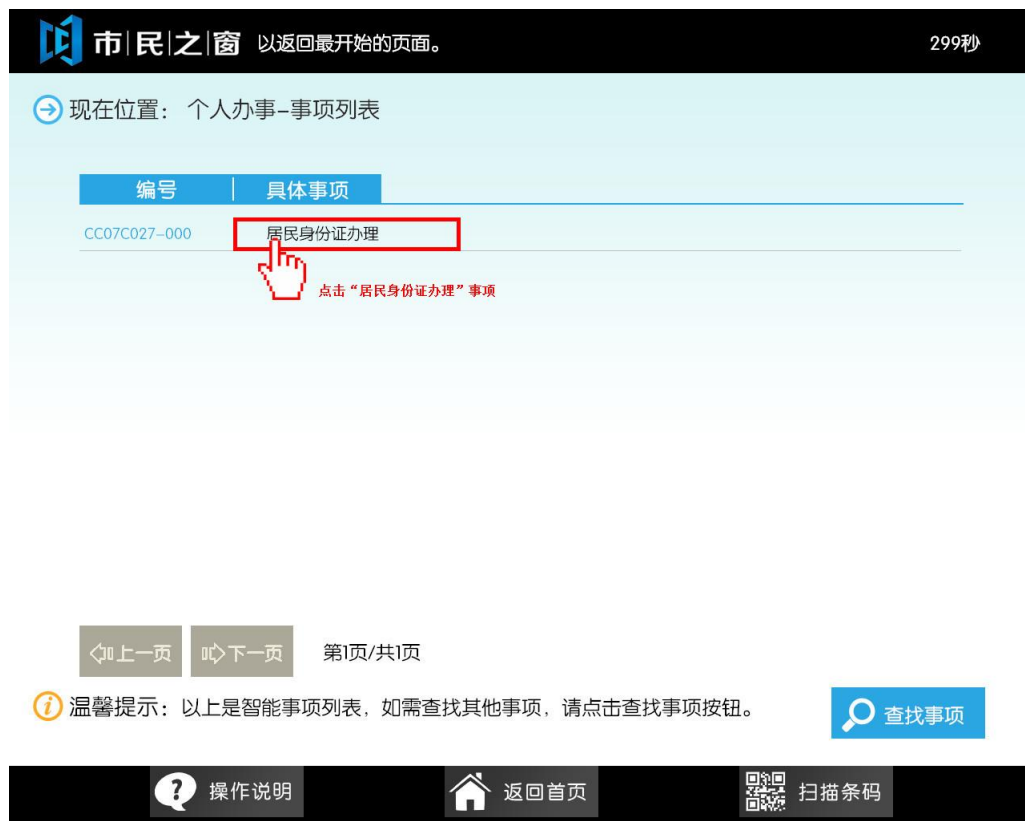 市|民|之|窗 以返回最开始的页面。 299秒
现在位置： 个人办事-事项列表
编号 具体事项
CC07C027-000 居民身份证办理
点击“居民身份证办理”事项
上一页 下一页 第1页/共1页
温馨提示：以上是智能事项列表，如需查找其他事项，请点击查找事项按钮。 查找事项
操作说明 返回首页 扫描条码